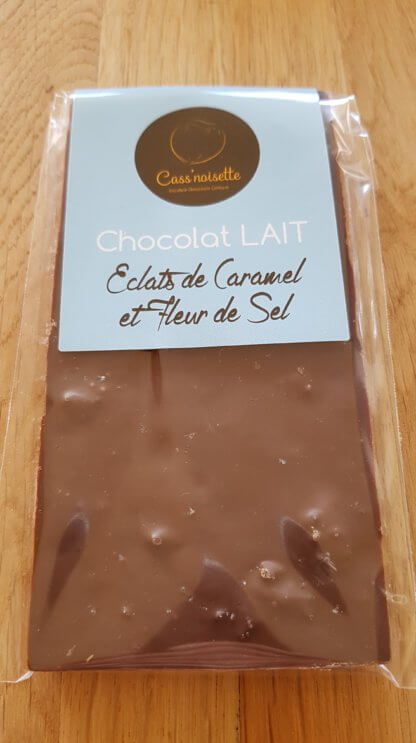 Cass'noisette
Chocolat LAIT
Eclats de Caramel
et Fleur de Sel